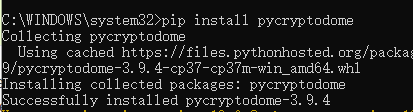 C:\WINDOWS\system32>pip install pycryptodome
Collecting pycryptodome
  Using cached https://files.pythonhosted.org/packag
9/pycryptodome-3.9.4-cp37-cp37m-win_amd64.whl
Installing collected packages: pycryptodome
Successfully installed pycryptodome-3.9.4